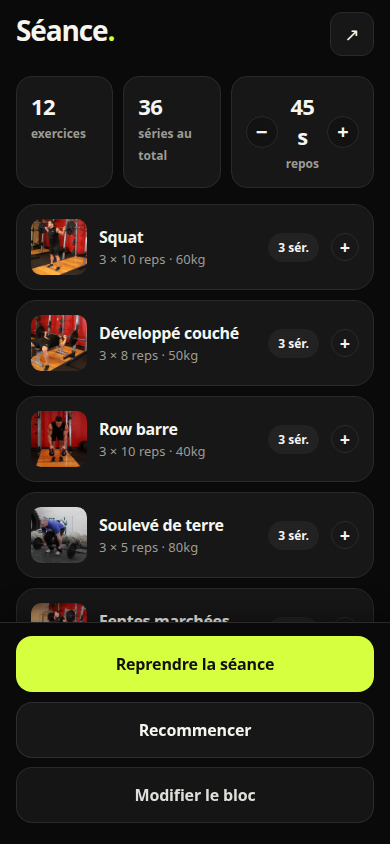 Séance.
↗
12
exercices
36
séries au
total
−
45
s
repos
+
Squat
3 × 10 reps · 60kg
3 sér.
+
Développé couché
3 × 8 reps · 50kg
3 sér.
+
Row barre
3 × 10 reps · 40kg
3 sér.
+
Soulevé de terre
3 × 5 reps · 80kg
3 sér.
+
Fentes marchées
Reprendre la séance
Recommencer
Modifier le bloc